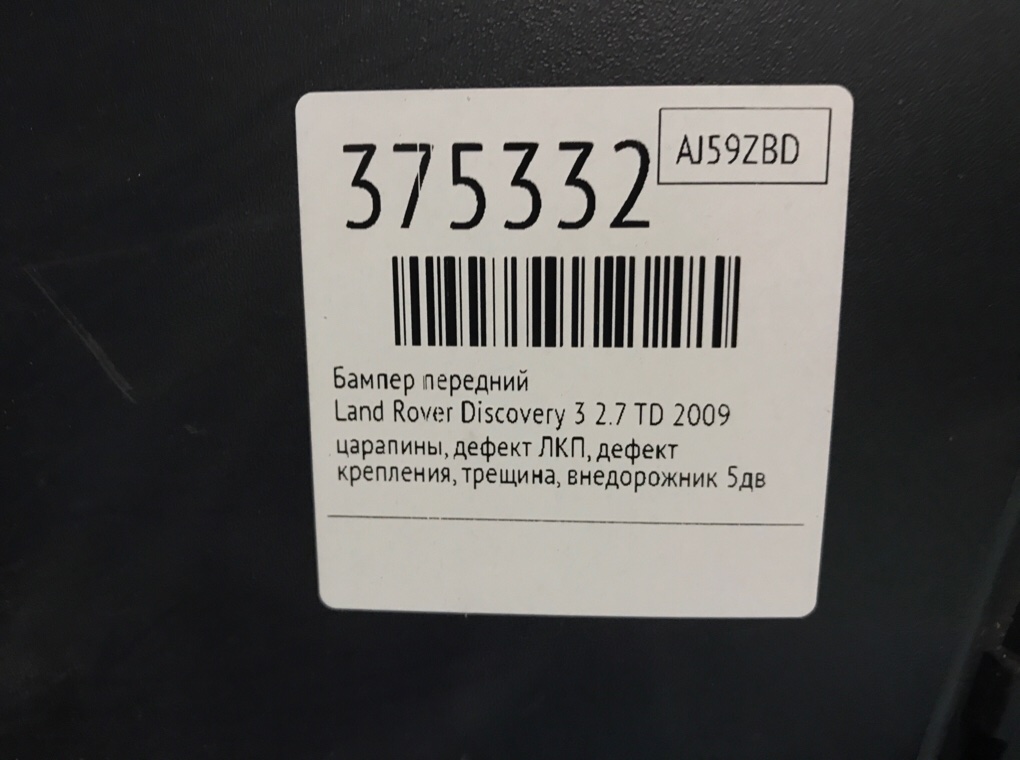 375332
AJ59ZBD
Бампер передний
Land Rover Discovery 3 2.7 TD 2009
царапины, дефект ЛКП, дефект
крепления, трещина, внедорожник 5дв